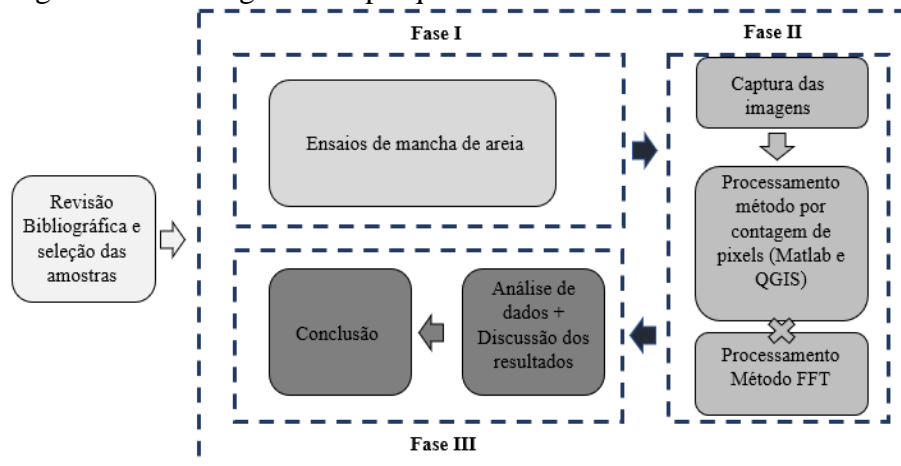 Fase I
Fase II
Ensaios de mancha de areia
Captura das
imagens
Revisão
Bibliográfica e
seleção das
amostras
Processamento
método por
contagem de
pixels (Matlab e
QGIS)
Processamento
Método FFT
Análise de
dados +
Discussão dos
resultados
Conclusão
Fase III